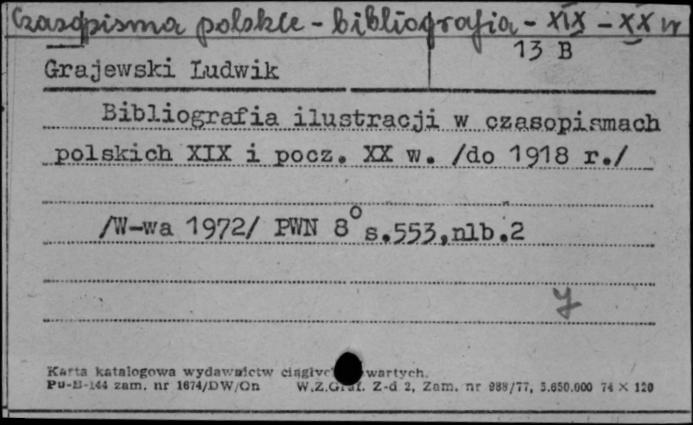 Czasopisma polskie - bibliografia - XIX - XX w
13 B
Grajewski Ludwik
Bibliografia ilustracji w czasopismach
polskich XIX i pocz. XX w. /do 1918 r./
/W-wa 1972/ PWN 8° s.553,nlb.2
y
Karta katalogowa wydawnictw ciągłych wartych.
Pu-B-144 zam. nr 1674/DW/Gn W.Z.Graf. Z-d 2, Zam. nr 988/77, 5.650.000 74 × 120